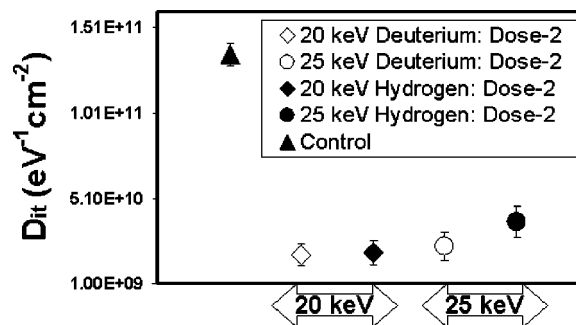 Dit (eV-1cm-2)
1.51E+11
1.01E+11
5.10E+10
1.00E+09
20 keV Deuterium: Dose-2
25 keV Deuterium: Dose-2
20 keV Hydrogen: Dose-2
25 keV Hydrogen: Dose-2
Control
20 keV
25 keV